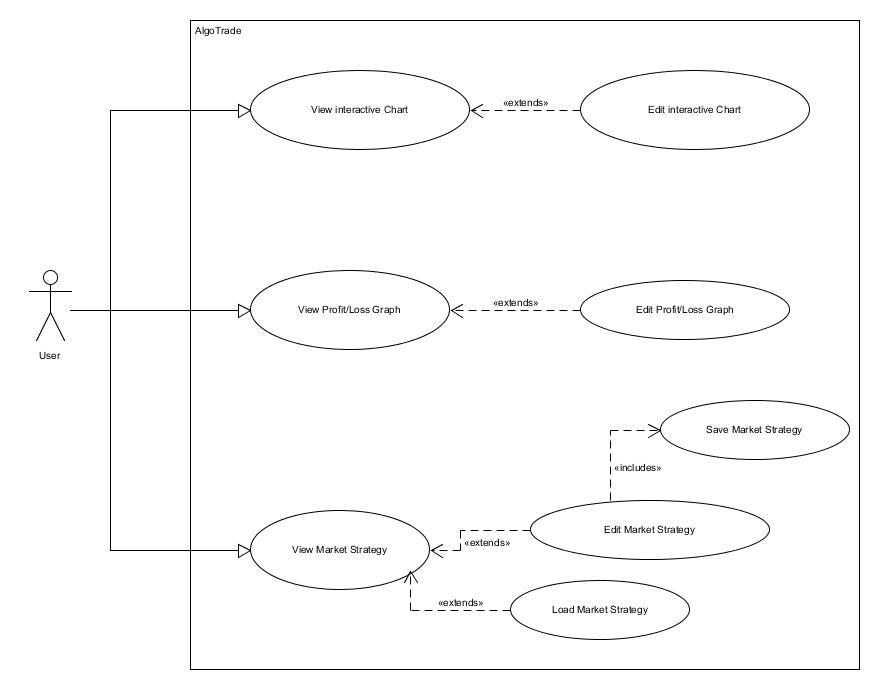 AlgoTrade
View interactive Chart
«extends»
Edit interactive Chart
View Profit/Loss Graph
«extends»
Edit Profit/Loss Graph
User
Save Market Strategy
«includes»
Edit Market Strategy
«extends»
View Market Strategy
«extends»
Load Market Strategy